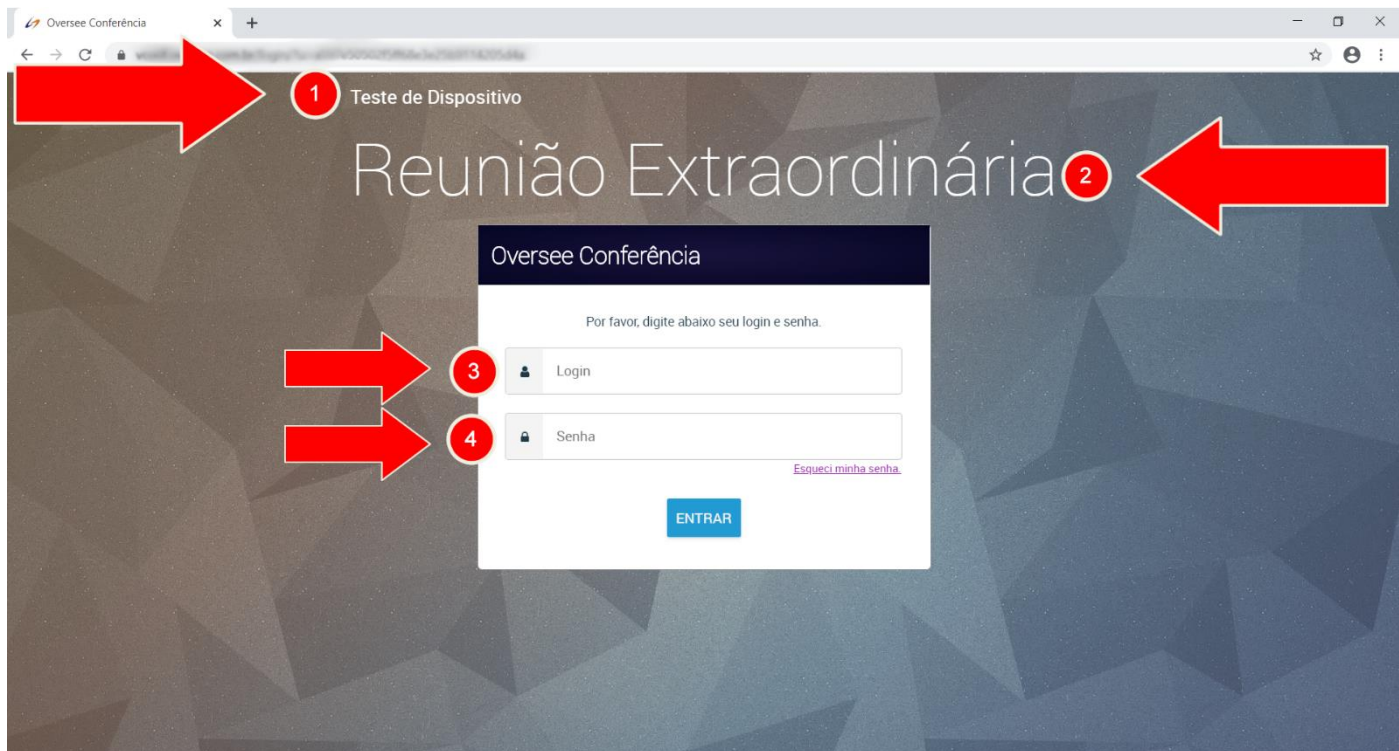 Oversee Conferência
1 Teste de Dispositivo
Reunião Extraordinária 2
Oversee Conferência
Por favor, digite abaixo seu login e senha.
3 Login
4 Senha
Esqueci minha senha.
ENTRAR